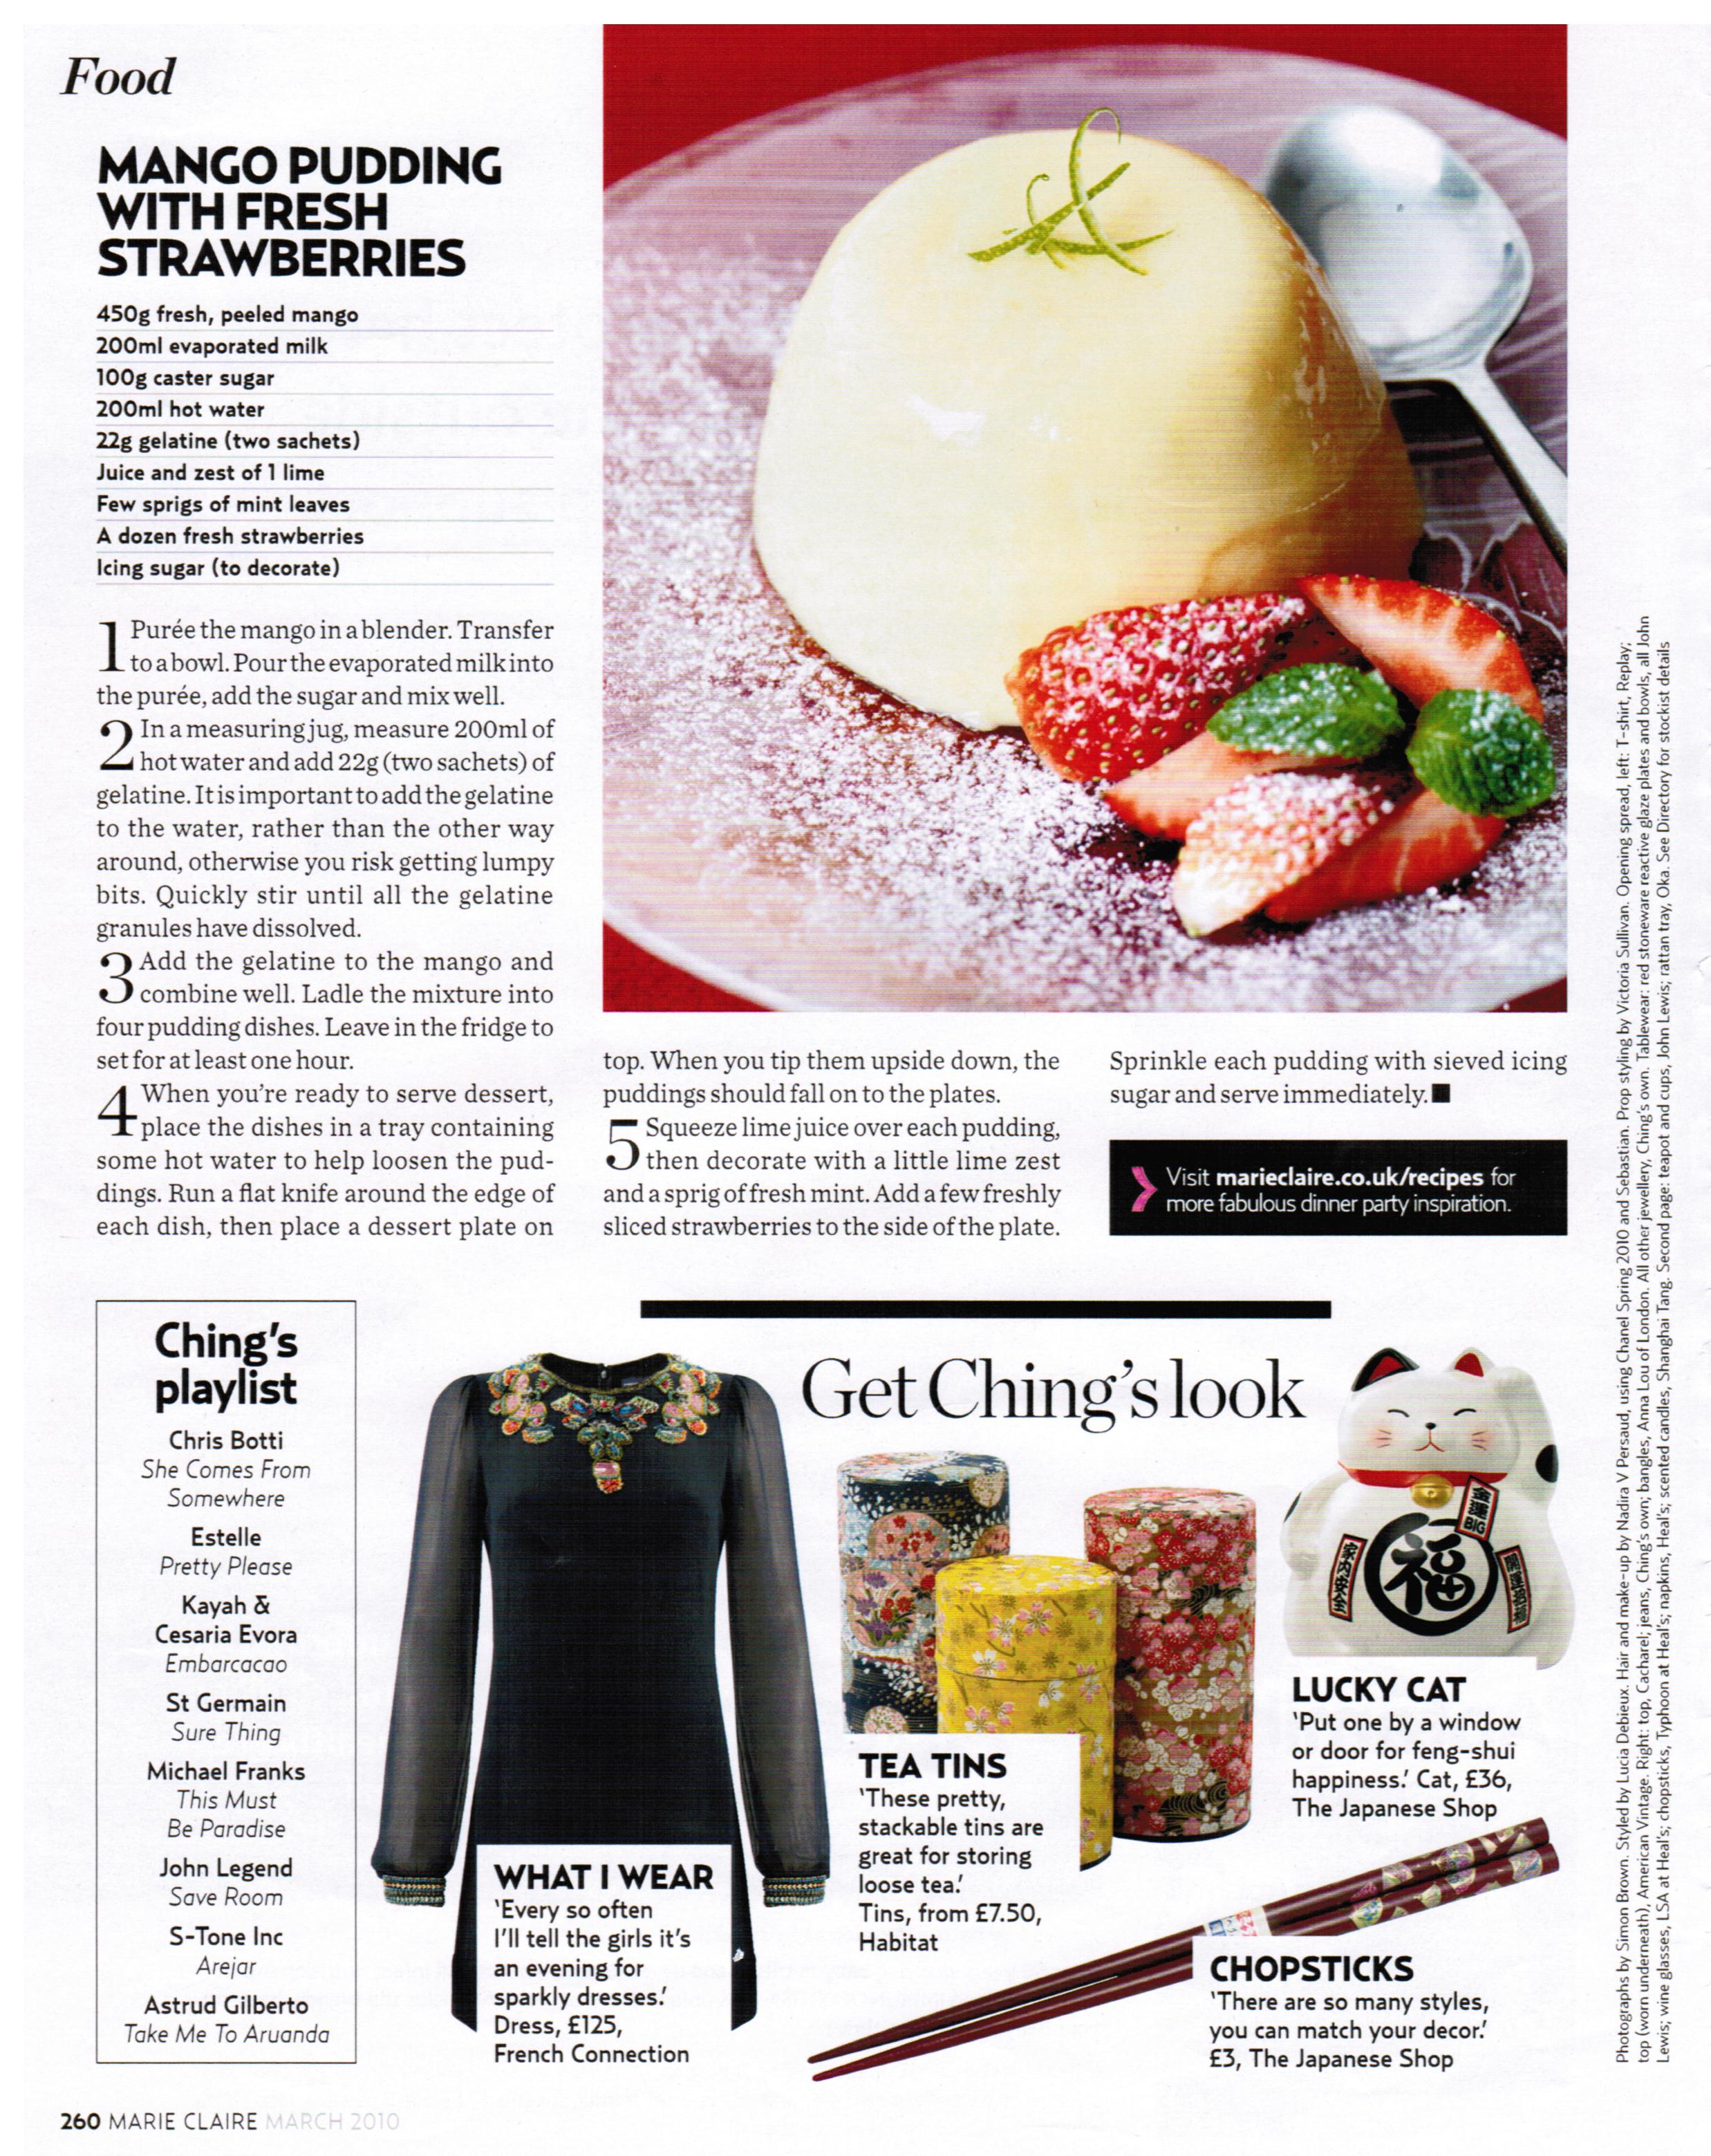 Food
MANGO PUDDING
WITH FRESH
STRAWBERRIES
450g fresh, peeled mango
200ml evaporated milk
100g caster sugar
200ml hot water
22g gelatine (two sachets)
Juice and zest of 1 lime
Few sprigs of mint leaves
A dozen fresh strawberries
Icing sugar (to decorate)
1 Purée the mango in a blender. Transfer
to a bowl. Pour the evaporated milk into
the purée, add the sugar and mix well.
2 In a measuring jug, measure 200ml of
hot water and add 22g (two sachets) of
gelatine. It is important to add the gelatine
to the water, rather than the other way
around, otherwise you risk getting lumpy
bits. Quickly stir until all the gelatine
granules have dissolved.
3 Add the gelatine to the mango and
combine well. Ladle the mixture into
four pudding dishes. Leave in the fridge to
set for at least one hour.
4 When you're ready to serve dessert,
place the dishes in a tray containing
some hot water to help loosen the pud-
dings. Run a flat knife around the edge of
each dish, then place a dessert plate on
top. When you tip them upside down, the
puddings should fall on to the plates.
5 Squeeze lime juice over each pudding,
then decorate with a little lime zest
and a sprig of fresh mint. Add a few freshly
sliced strawberries to the side of the plate.
Sprinkle each pudding with sieved icing
sugar and serve immediately.
Visit marieclaire.co.uk/recipes for
more fabulous dinner party inspiration.
Ching's
playlist
Chris Botti
She Comes From
Somewhere
Estelle
Pretty Please
Kayah &
Cesaria Evora
Embarcacao
St Germain
Sure Thing
Michael Franks
This Must
Be Paradise
John Legend
Save Room
S-Tone Inc
Arejar
Astrud Gilberto
Take Me To Aruanda
Get Ching's look
WHAT I WEAR
'Every so often
I'll tell the girls it's
an evening for
sparkly dresses.'
Dress, £125,
French Connection
TEA TINS
'These pretty,
stackable tins are
great for storing
loose tea.'
Tins, from £7.50,
Habitat
金運
BIG
福
家内安全
LUCKY CAT
'Put one by a window
or door for feng-shui
happiness.' Cat, £36,
The Japanese Shop
CHOPSTICKS
'There are so many styles,
you can match your decor.'
£3, The Japanese Shop
Photographs by Simon Brown. Styled by Lucia Debieux. Hair and make-up by Nadira V Persaud, using Chanel Spring 2010 and Sebastian. Prop styling by Victoria Sullivan. Opening spread, left: T-shirt, Replay;
top (worn underneath), American Vintage. Right: top, Cacharel; jeans, Ching's own; bangles, Anna Lou of London. All other jewellery, Ching's own. Tablewear: red stoneware reactive glaze plates and bowls, all John
Lewis; wine glasses, LSA at Heal's; chopsticks, Typhoon at Heal's; napkins, Heal's; scented candles, Shanghai Tang. Second page: teapot and cups, John Lewis; rattan tray, Oka. See Directory for stockist details
260 MARIE CLAIRE MARCH 2010